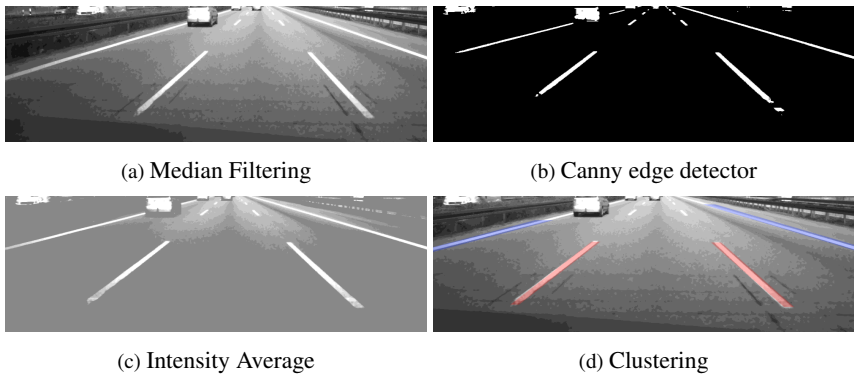 (a) Median Filtering
(b) Canny edge detector
(c) Intensity Average
(d) Clustering